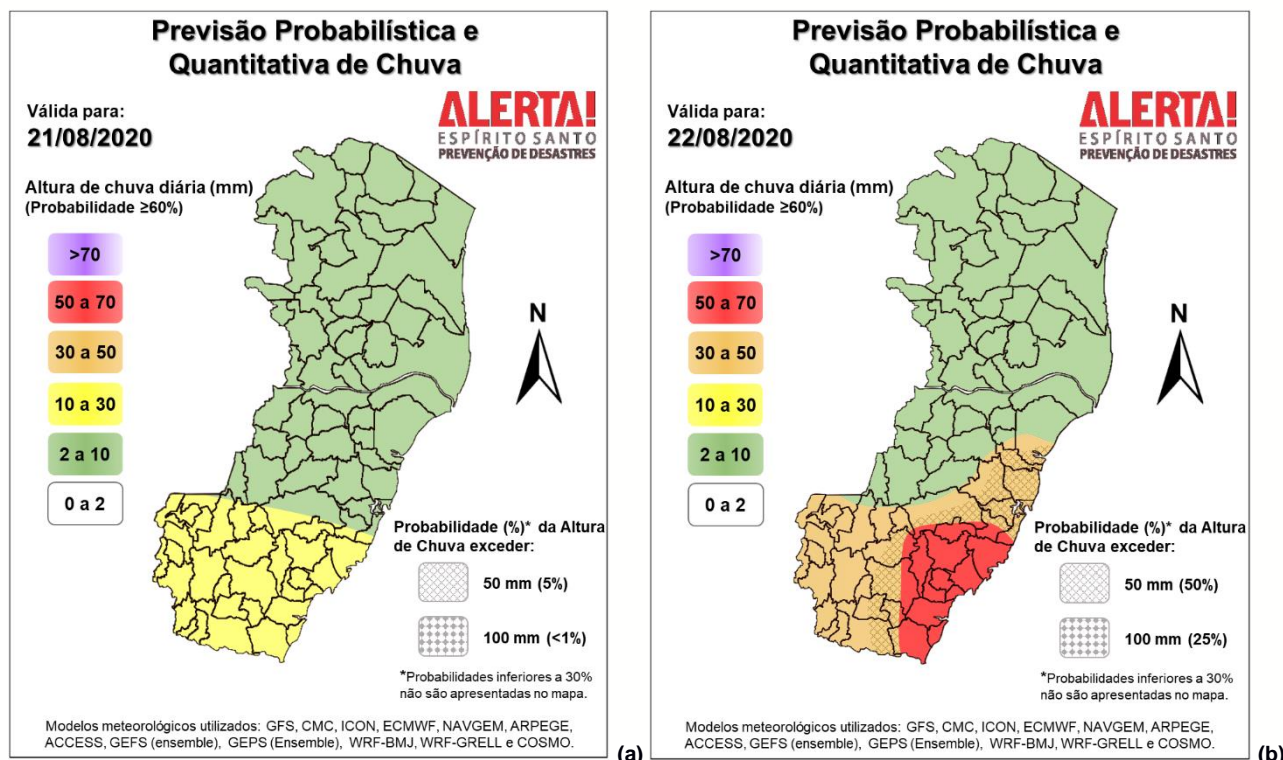 Previsão Probabilística e
Quantitativa de Chuva
Válida para:
21/08/2020
ALERTA!
ESPÍRITO SANTO
PREVENÇÃO DE DESASTRES
Altura de chuva diária (mm)
(Probabilidade ≥60%)
>70
50 a 70
30 a 50
10 a 30
2 a 10
0 a 2
N
Probabilidade (%)* da Altura
de Chuva exceder:
50 mm (5%)
100 mm (<1%)
*Probabilidades inferiores a 30%
não são apresentadas no mapa.
Modelos meteorológicos utilizados: GFS, CMC, ICON, ECMWF, NAVGEM, ARPEGE,
ACCESS, GEFS (ensemble), GEPS (Ensemble), WRF-BMJ, WRF-GRELL e COSMO.
(a)
Previsão Probabilística e
Quantitativa de Chuva
Válida para:
22/08/2020
ALERTA!
ESPÍRITO SANTO
PREVENÇÃO DE DESASTRES
Altura de chuva diária (mm)
(Probabilidade ≥60%)
>70
50 a 70
30 a 50
10 a 30
2 a 10
0 a 2
N
Probabilidade (%)* da Altura
de Chuva exceder:
50 mm (50%)
100 mm (25%)
*Probabilidades inferiores a 30%
não são apresentadas no mapa.
Modelos meteorológicos utilizados: GFS, CMC, ICON, ECMWF, NAVGEM, ARPEGE,
ACCESS, GEFS (ensemble), GEPS (Ensemble), WRF-BMJ, WRF-GRELL e COSMO.
(b)